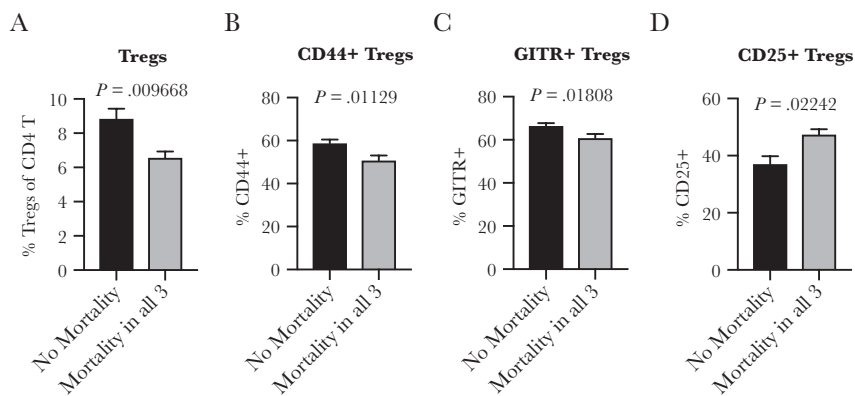 A
Tregs
P = .009668
10
8
6
4
2
0
% Tregs of CD4 T
No Mortality
Mortality in all 3
B
CD44+ Tregs
P = .01129
80
60
40
20
0
% CD44+
No Mortality
Mortality in all 3
C
GITR+ Tregs
P = .01808
80
60
40
20
0
% GITR+
No Mortality
Mortality in all 3
D
CD25+ Tregs
P = .02242
60
40
20
0
% CD25+
No Mortality
Mortality in all 3